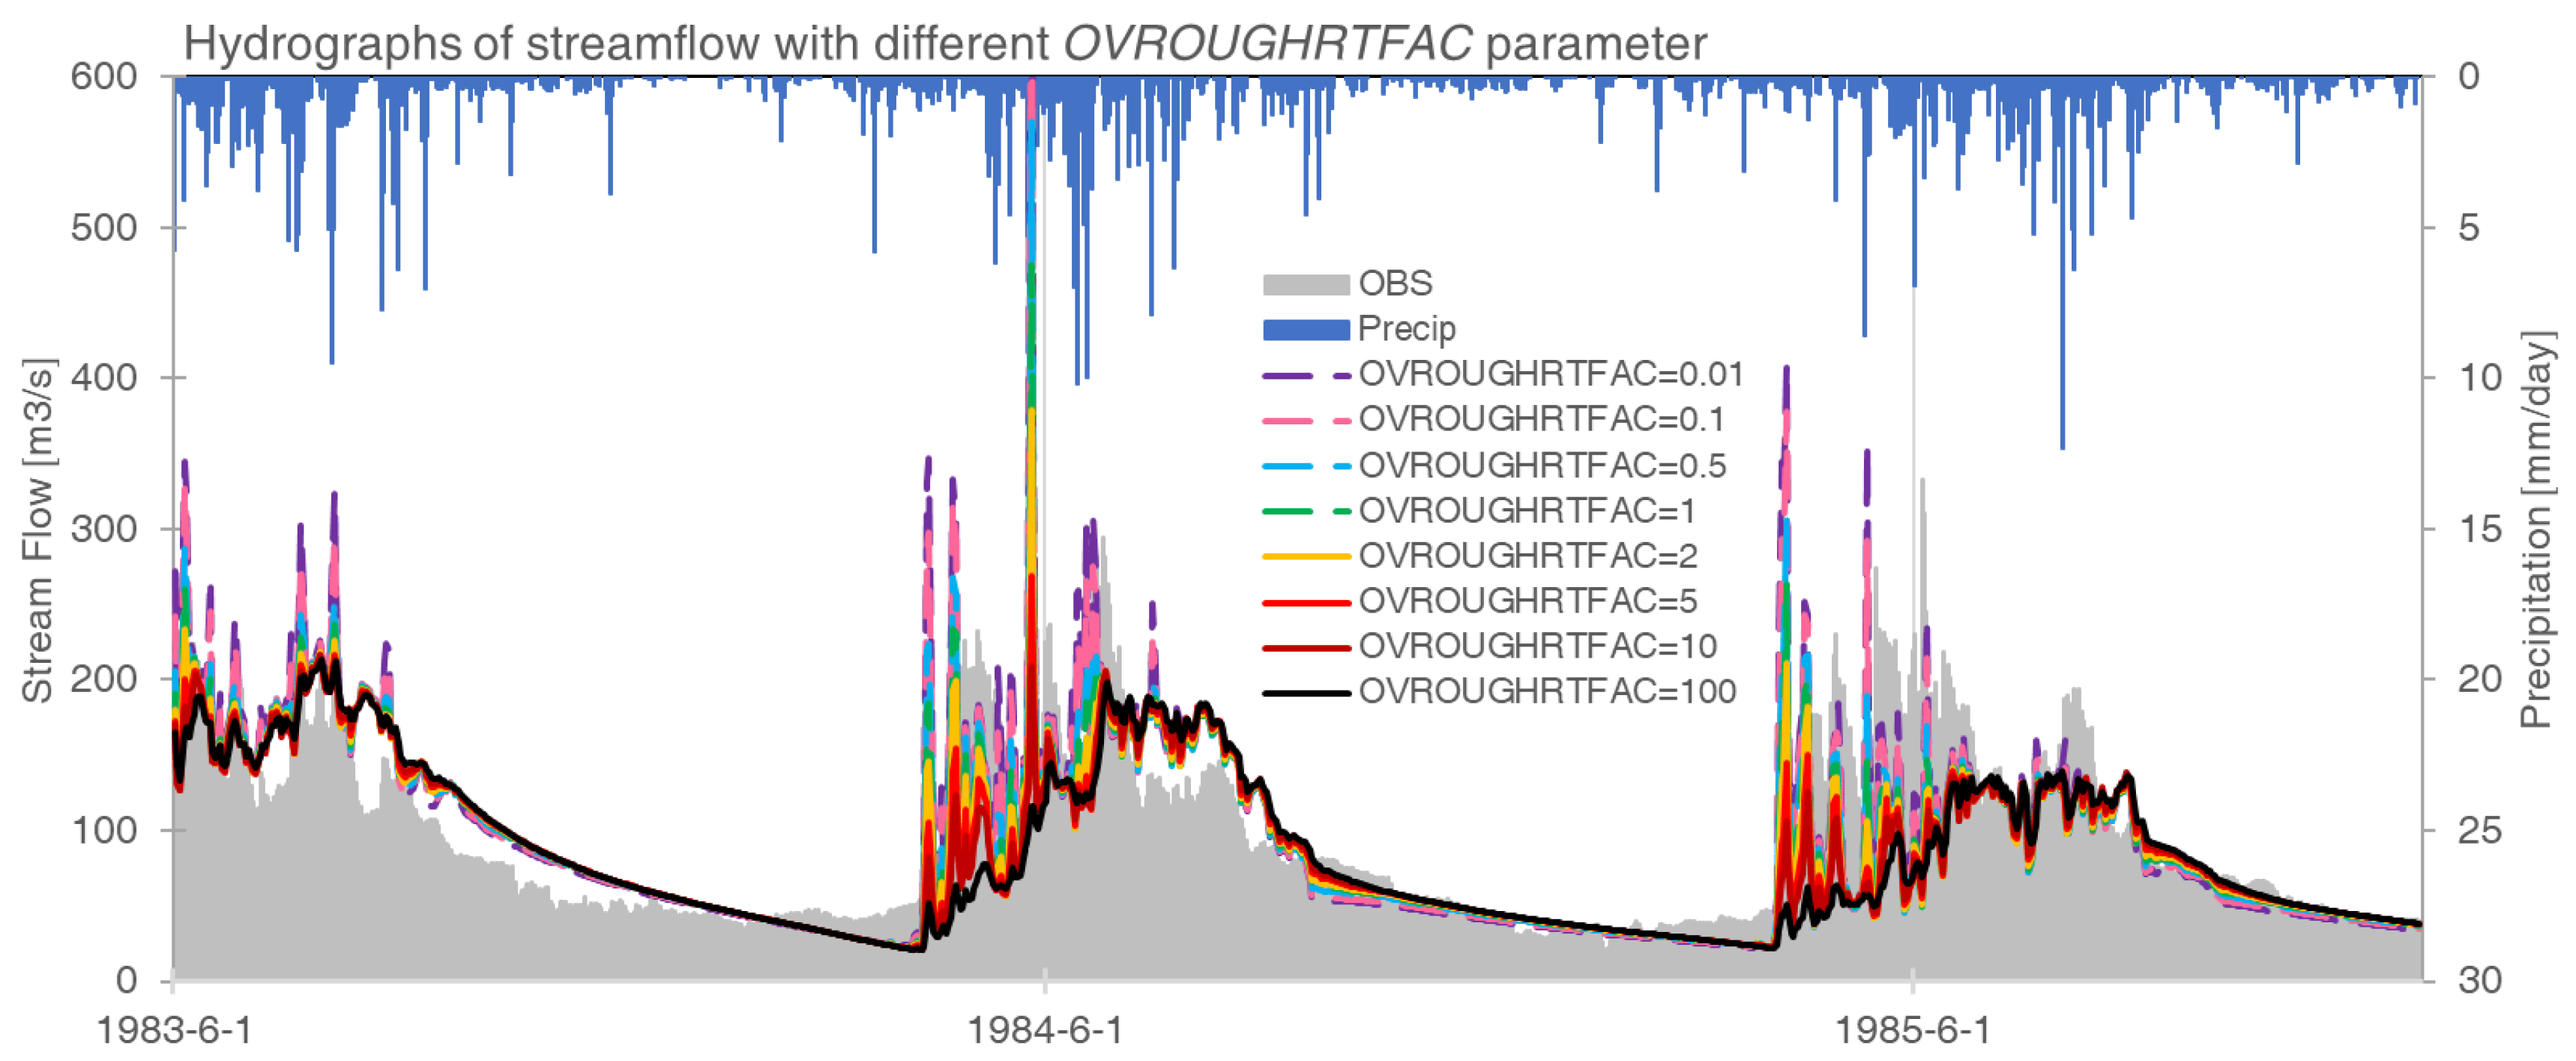 Hydrographs of streamflow with different OVROUGHRTFAC parameter
600
500
400
300
200
100
0
Stream Flow [m3/s]
0
5
10
15
20
25
30
Precipitation [mm/day]
OBS
Precip
OVROUGHRTFAC=0.01
OVROUGHRTFAC=0.1
OVROUGHRTFAC=0.5
OVROUGHRTFAC=1
OVROUGHRTFAC=2
OVROUGHRTFAC=5
OVROUGHRTFAC=10
OVROUGHRTFAC=100
1983-6-1
1984-6-1
1985-6-1